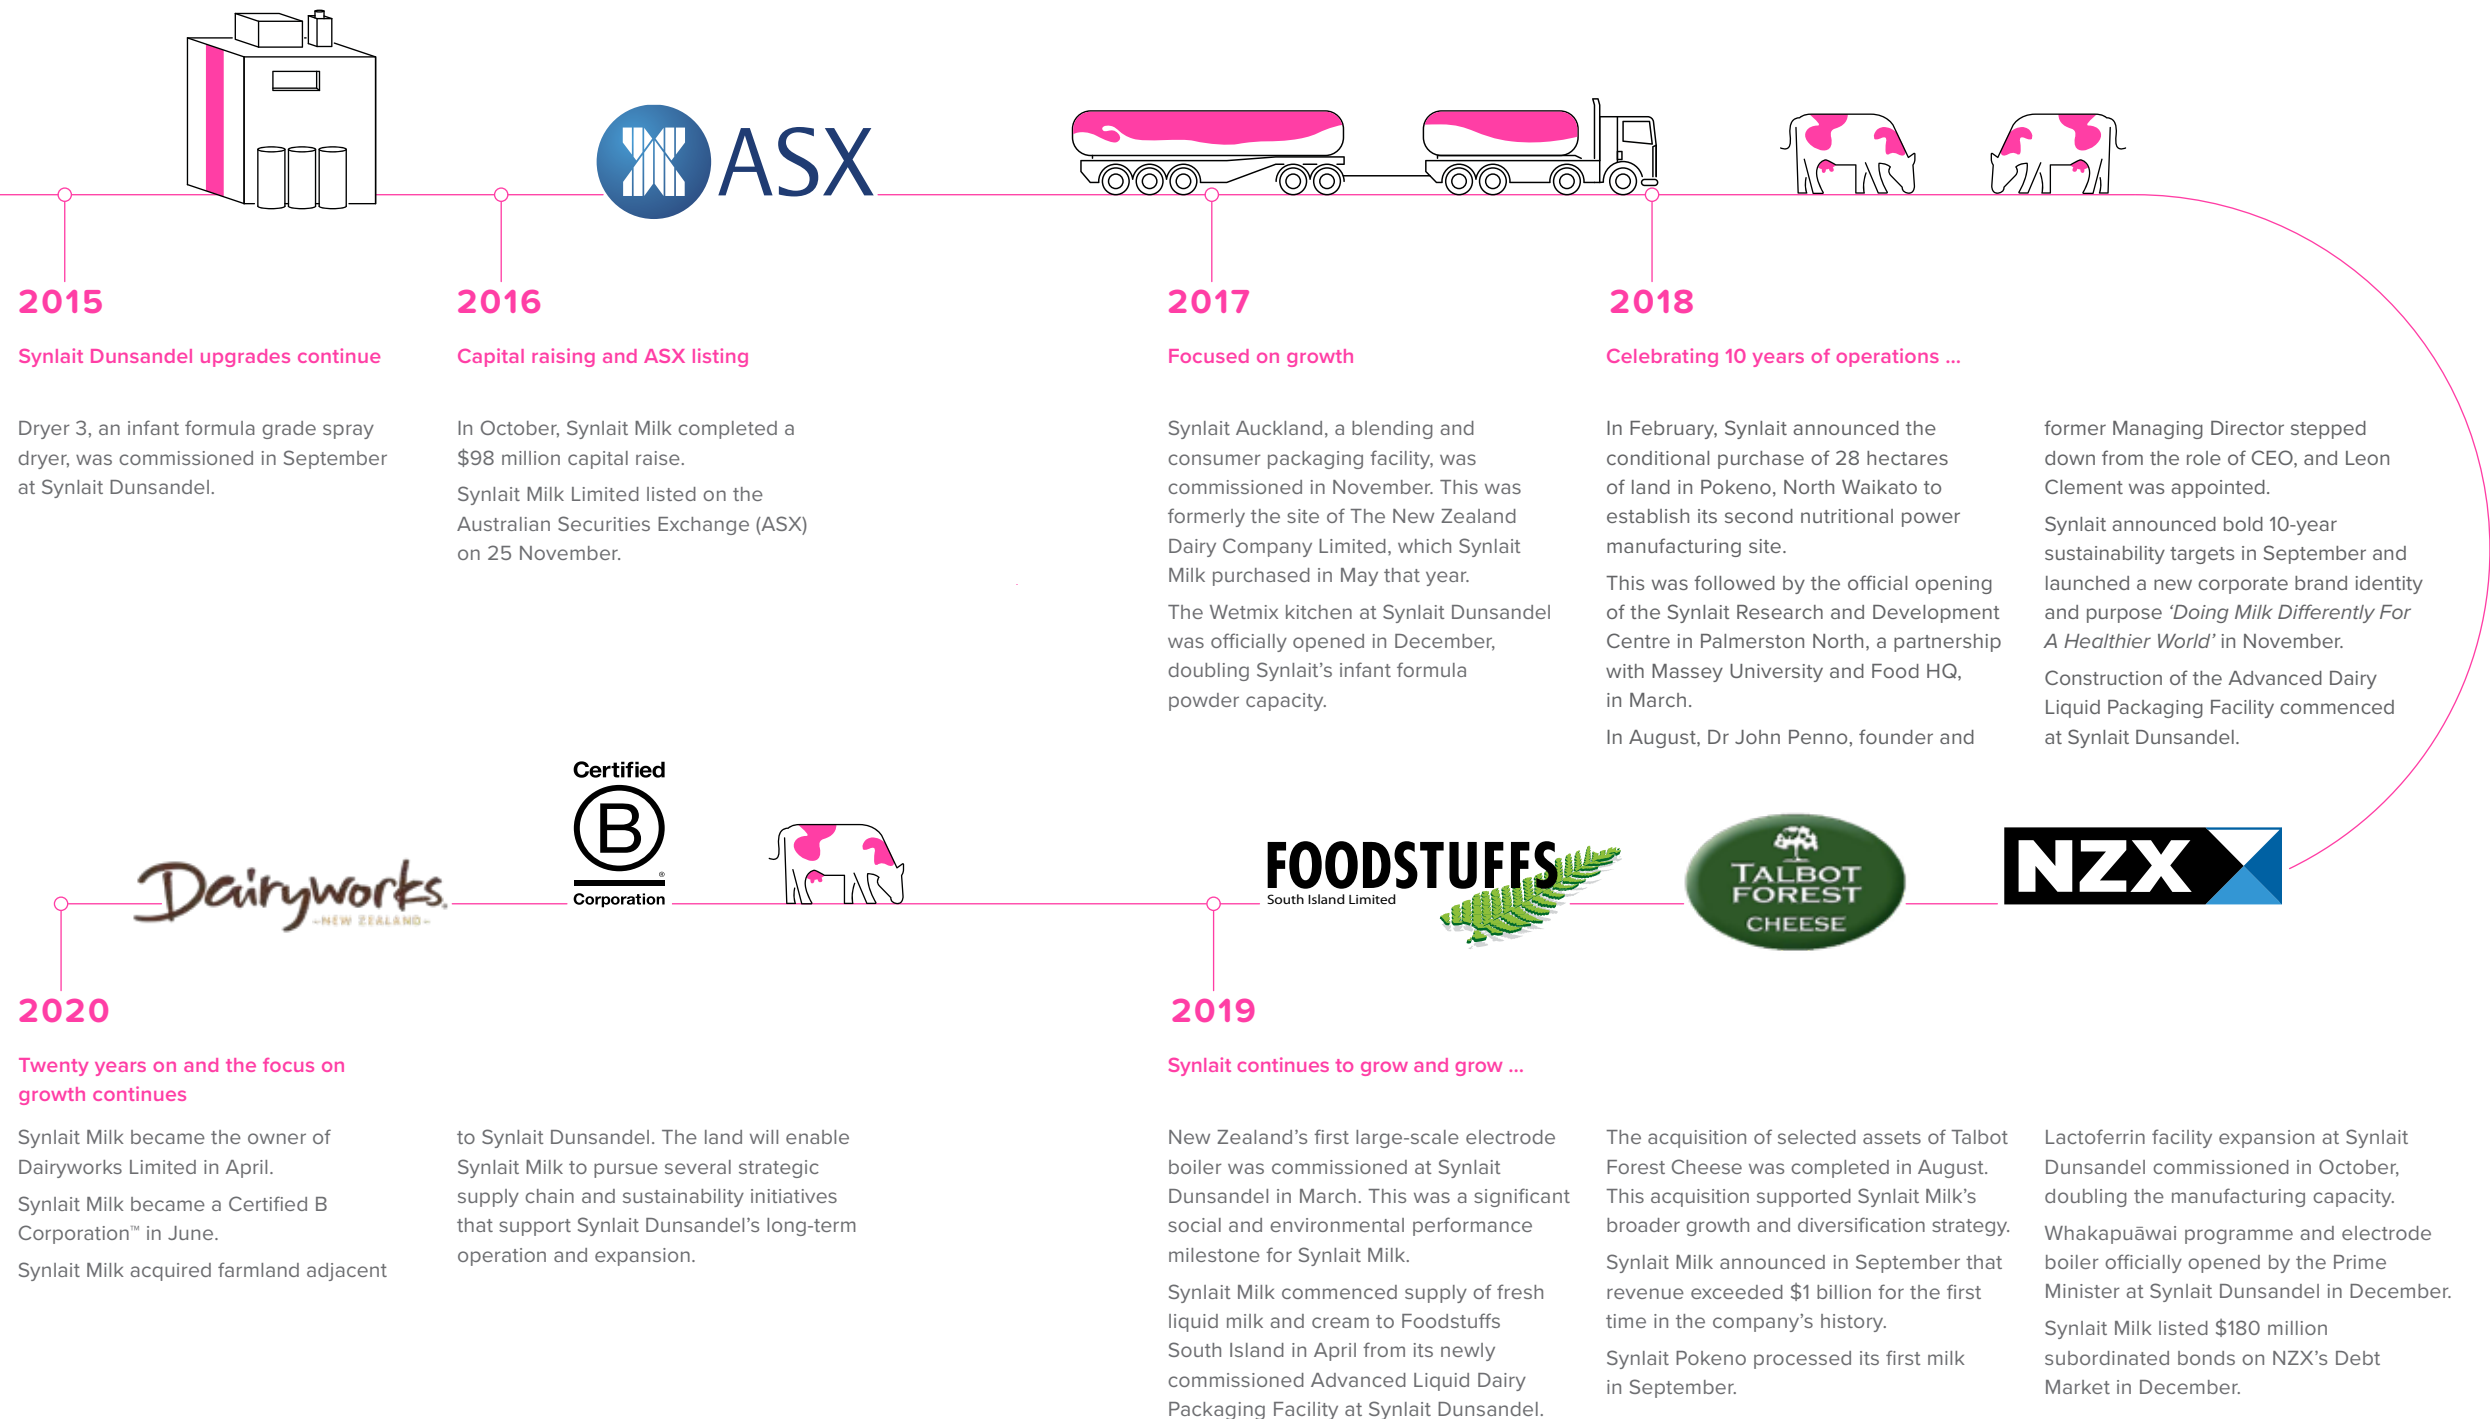 ASX
2015
Synlait Dunsandel upgrades continue
Dryer 3, an infant formula grade spray
dryer, was commissioned in September
at Synlait Dunsandel.
2016
Capital raising and ASX listing
In October, Synlait Milk completed a
$98 million capital raise.
Synlait Milk Limited listed on the
Australian Securities Exchange (ASX)
on 25 November.
2017
Focused on growth
Synlait Auckland, a blending and
consumer packaging facility, was
commissioned in November. This was
formerly the site of The New Zealand
Dairy Company Limited, which Synlait
Milk purchased in May that year.
The Wetmix kitchen at Synlait Dunsandel
was officially opened in December,
doubling Synlait’s infant formula
powder capacity.
2018
Celebrating 10 years of operations ...
In February, Synlait announced the
conditional purchase of 28 hectares
of land in Pokeno, North Waikato to
establish its second nutritional power
manufacturing site.
This was followed by the official opening
of the Synlait Research and Development
Centre in Palmerston North, a partnership
with Massey University and Food HQ,
in March.
In August, Dr John Penno, founder and
former Managing Director stepped
down from the role of CEO, and Leon
Clement was appointed.
Synlait announced bold 10-year
sustainability targets in September and
launched a new corporate brand identity
and purpose ‘Doing Milk Differently For
A Healthier World’ in November.
Construction of the Advanced Dairy
Liquid Packaging Facility commenced
at Synlait Dunsandel.
NZX
TALBOT
FOREST
CHEESE
FOODSTUFFS
South Island Limited
Certified
B
®
Corporation
Dairyworks
NEW ZEALAND
2019
Synlait continues to grow and grow ...
New Zealand’s first large-scale electrode
boiler was commissioned at Synlait
Dunsandel in March. This was a significant
social and environmental performance
milestone for Synlait Milk.
Synlait Milk commenced supply of fresh
liquid milk and cream to Foodstuffs
South Island in April from its newly
commissioned Advanced Liquid Dairy
Packaging Facility at Synlait Dunsandel.
The acquisition of selected assets of Talbot
Forest Cheese was completed in August.
This acquisition supported Synlait Milk’s
broader growth and diversification strategy.
Synlait Milk announced in September that
revenue exceeded $1 billion for the first
time in the company’s history.
Synlait Pokeno processed its first milk
in September.
Lactoferrin facility expansion at Synlait
Dunsandel commissioned in October,
doubling the manufacturing capacity.
Whakapuāwai programme and electrode
boiler officially opened by the Prime
Minister at Synlait Dunsandel in December.
Synlait Milk listed $180 million
subordinated bonds on NZX’s Debt
Market in December.
2020
Twenty years on and the focus on
growth continues
Synlait Milk became the owner of
Dairyworks Limited in April.
Synlait Milk became a Certified B
Corporation™ in June.
Synlait Milk acquired farmland adjacent
to Synlait Dunsandel. The land will enable
Synlait Milk to pursue several strategic
supply chain and sustainability initiatives
that support Synlait Dunsandel’s long-term
operation and expansion.